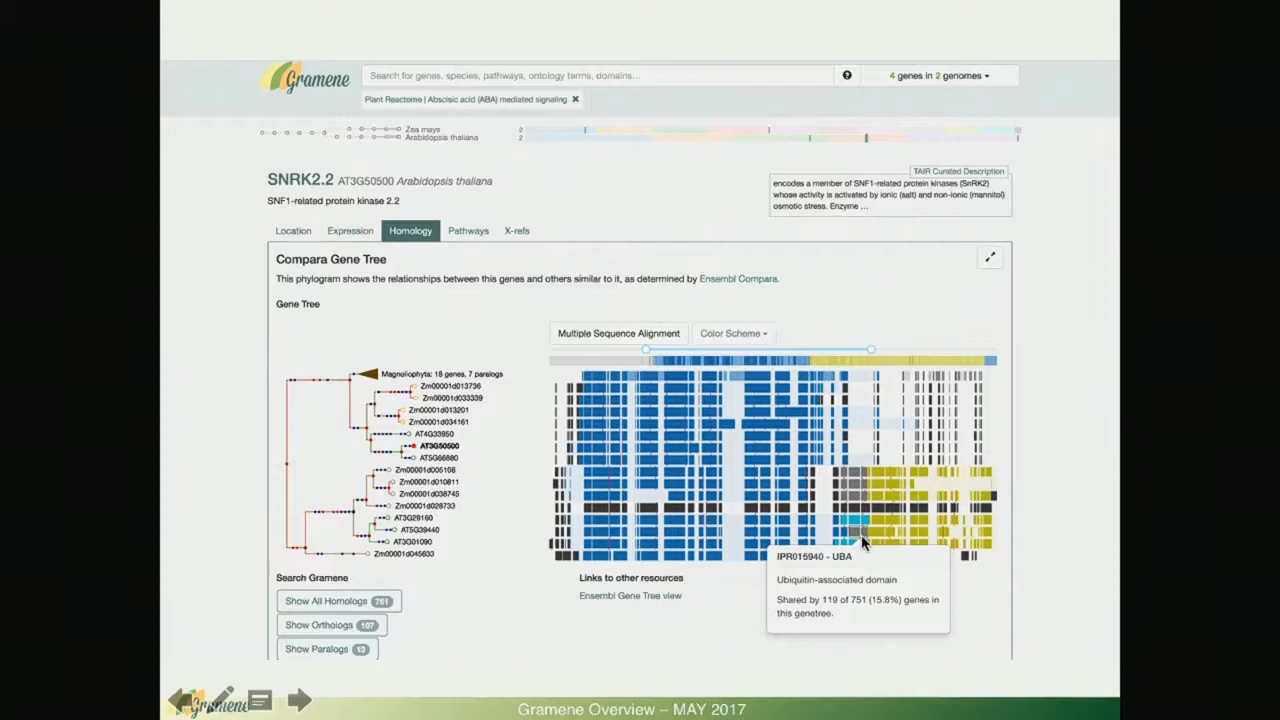 Gramene
Search for genes, species, pathways, ontology terms, domains...
4 genes in 2 genomes
Plant Reactome | Abscisic acid (ABA) mediated signaling ×
Zea mays 2
Arabidopsis thaliana 2
SNRK2.2 AT3G50500 Arabidopsis thaliana
SNF1-related protein kinase 2.2
TAIR Curated Description
encodes a member of SNF1-related protein kinases (SnRK2)
whose activity is activated by ionic (salt) and non-ionic (mannitol)
osmotic stress. Enzyme ...
Location Expression Homology Pathways X-refs
Compara Gene Tree
This phylogram shows the relationships between this genes and others similar to it, as determined by Ensembl Compara.
Gene Tree
Multiple Sequence Alignment Color Scheme
Magnoliophyta: 18 genes, 7 paralogs
Zm00001d013736
Zm00001d033339
Zm00001d013201
Zm00001d034161
AT4G33950
AT3G50500
AT5G66880
Zm00001d005108
Zm00001d010811
Zm00001d038745
Zm00001d028733
AT3G29160
AT5G39440
AT3G01090
Zm00001d045633
IPR015940 - UBA
Ubiquitin-associated domain
Shared by 119 of 751 (15.8%) genes in
this genetree.
Search Gramene
Show All Homologs 751
Show Orthologs 107
Show Paralogs 13
Links to other resources
Ensembl Gene Tree view
Gramene
Gramene Overview – MAY 2017